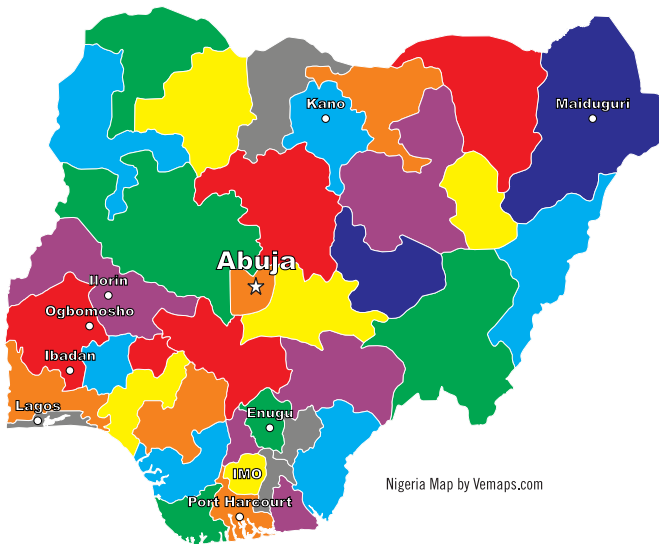 Kano
Maiduguri
Abuja
Ilorin
Ogbomosho
Ibadan
Lagos
Enugu
IMO
Nigeria Map by Vemaps.com
Port Harcourt